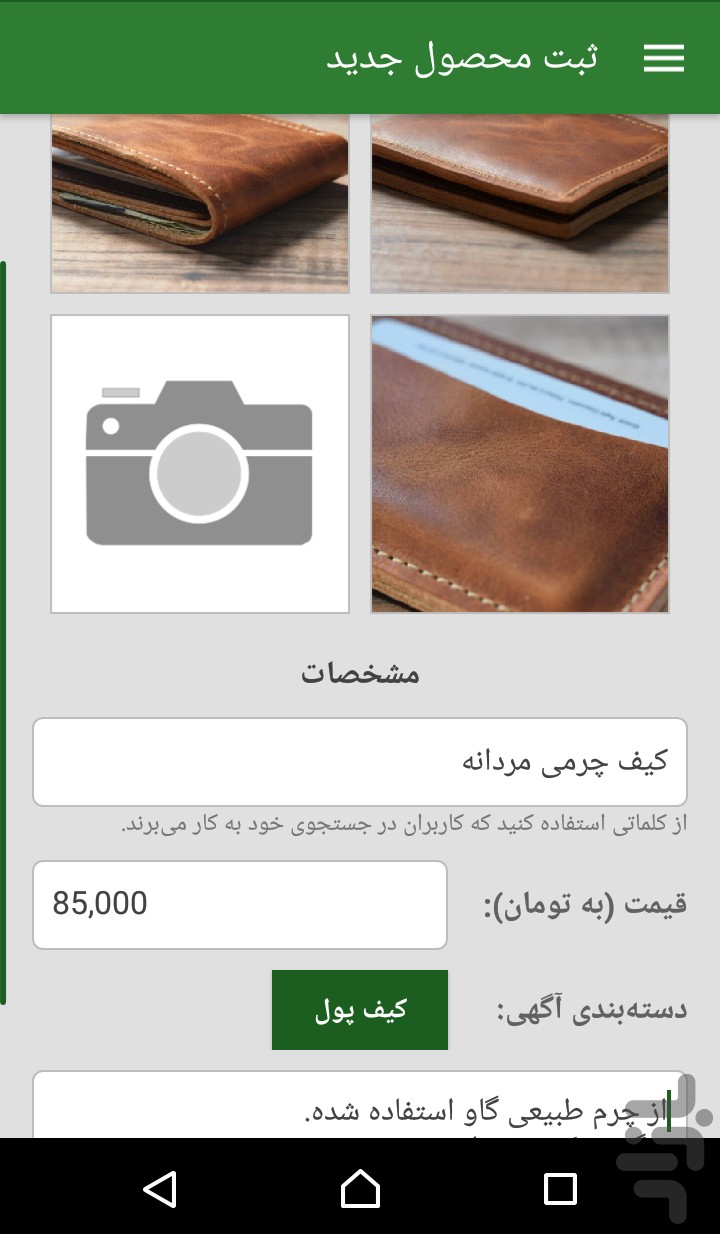 ثبت محصول جدید
مشخصات
کیف چرمی مردانه
از کلماتی استفاده کنید که کاربران در جستجوی خود به کار می‌برند.
قیمت (به تومان):
85,000
دسته‌بندی آگهی:
کیف پول
از چرم طبیعی گاو استفاده شده.